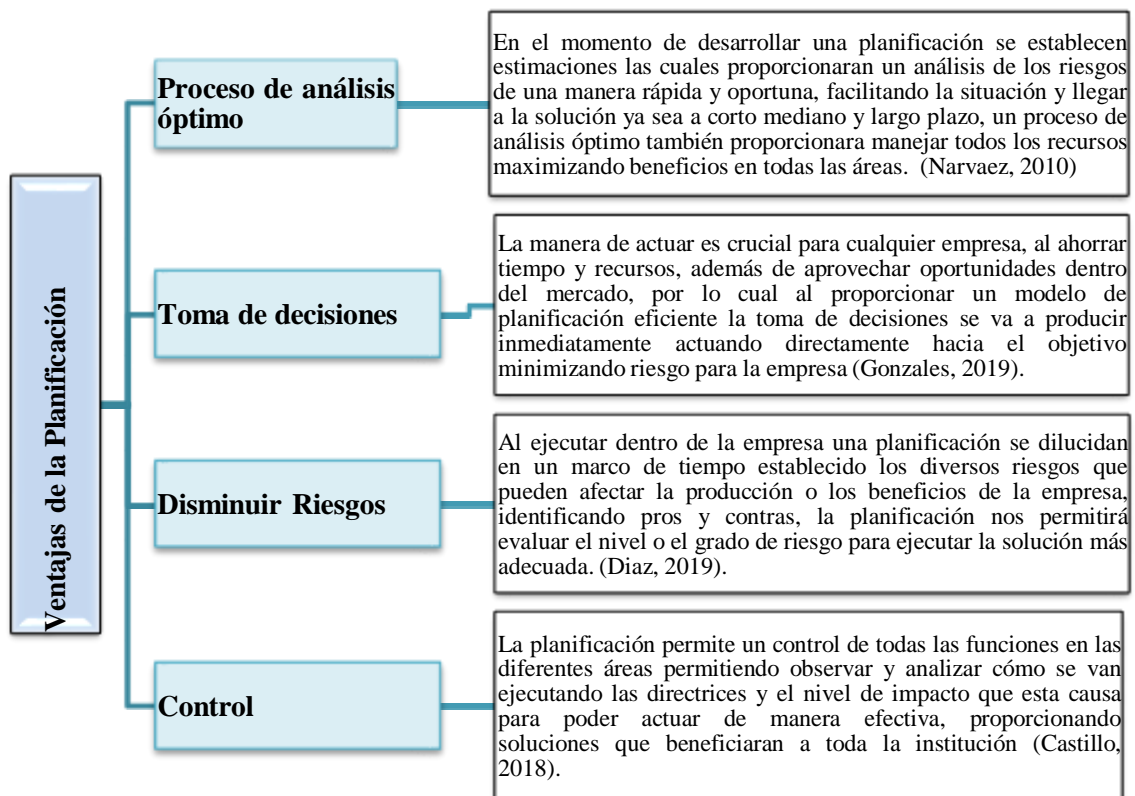 Ventajas de la Planificación
Proceso de análisis
óptimo
En el momento de desarrollar una planificación se establecen
estimaciones las cuales proporcionaran un análisis de los riesgos
de una manera rápida y oportuna, facilitando la situación y llegar
a la solución ya sea a corto mediano y largo plazo, un proceso de
análisis óptimo también proporcionara manejar todos los recursos
maximizando beneficios en todas las áreas. (Narvaez, 2010)
Toma de decisiones
La manera de actuar es crucial para cualquier empresa, al ahorrar
tiempo y recursos, además de aprovechar oportunidades dentro
del mercado, por lo cual al proporcionar un modelo de
planificación eficiente la toma de decisiones se va a producir
inmediatamente actuando directamente hacia el objetivo
minimizando riesgo para la empresa (Gonzales, 2019).
Disminuir Riesgos
Al ejecutar dentro de la empresa una planificación se dilucidan
en un marco de tiempo establecido los diversos riesgos que
pueden afectar la producción o los beneficios de la empresa,
identificando pros y contras, la planificación nos permitirá
evaluar el nivel o el grado de riesgo para ejecutar la solución más
adecuada. (Diaz, 2019).
Control
La planificación permite un control de todas las funciones en las
diferentes áreas permitiendo observar y analizar cómo se van
ejecutando las directrices y el nivel de impacto que esta causa
para poder actuar de manera efectiva, proporcionando
soluciones que beneficiaran a toda la institución (Castillo,
2018).